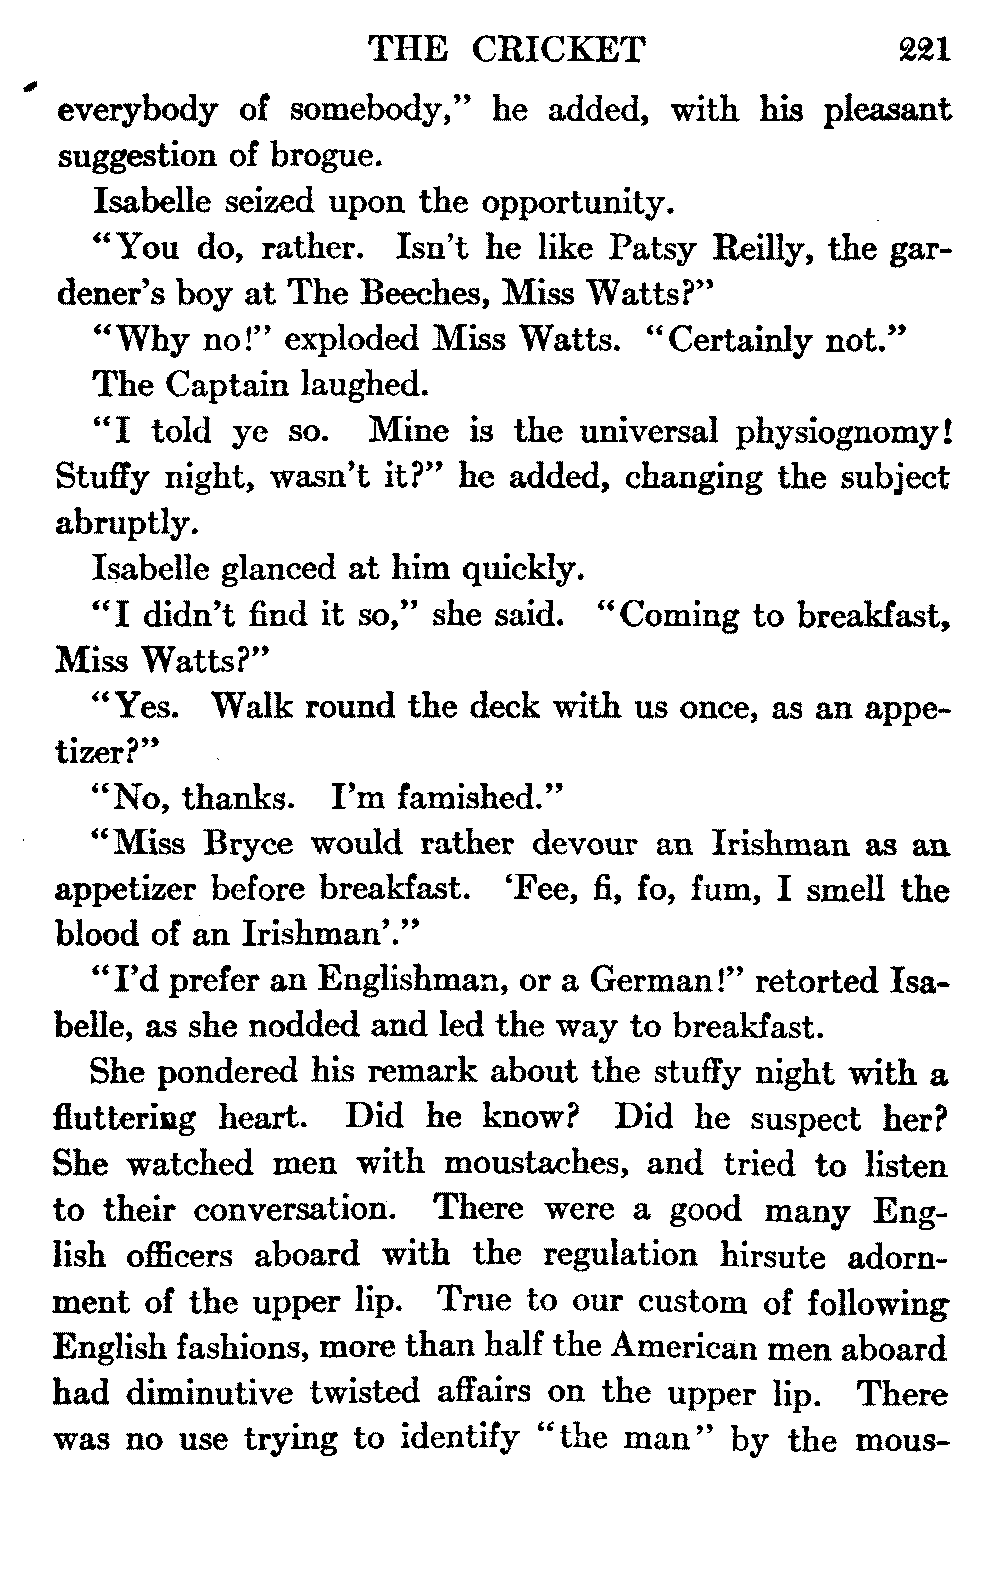 THE CRICKET 221
everybody of somebody," he added, with his pleasant
suggestion of brogue.
Isabelle seized upon the opportunity.
"You do, rather. Isn't he like Patsy Reilly, the gar-
dener's boy at The Beeches, Miss Watts?"
"Why no!" exploded Miss Watts. "Certainly not."
The Captain laughed.
"I told ye so. Mine is the universal physiognomy!
Stuffy night, wasn't it?" he added, changing the subject
abruptly.
Isabelle glanced at him quickly.
"I didn't find it so," she said. "Coming to breakfast,
Miss Watts?"
"Yes. Walk round the deck with us once, as an appe-
tizer?"
"No, thanks. I'm famished."
"Miss Bryce would rather devour an Irishman as an
appetizer before breakfast. 'Fee, fi, fo, fum, I smell the
blood of an Irishman'."
"I'd prefer an Englishman, or a German!" retorted Isa-
belle, as she nodded and led the way to breakfast.
She pondered his remark about the stuffy night with a
fluttering heart. Did he know? Did he suspect her?
She watched men with moustaches, and tried to listen
to their conversation. There were a good many Eng-
lish officers aboard with the regulation hirsute adorn-
ment of the upper lip. True to our custom of following
English fashions, more than half the American men aboard
had diminutive twisted affairs on the upper lip. There
was no use trying to identify "the man" by the mous-